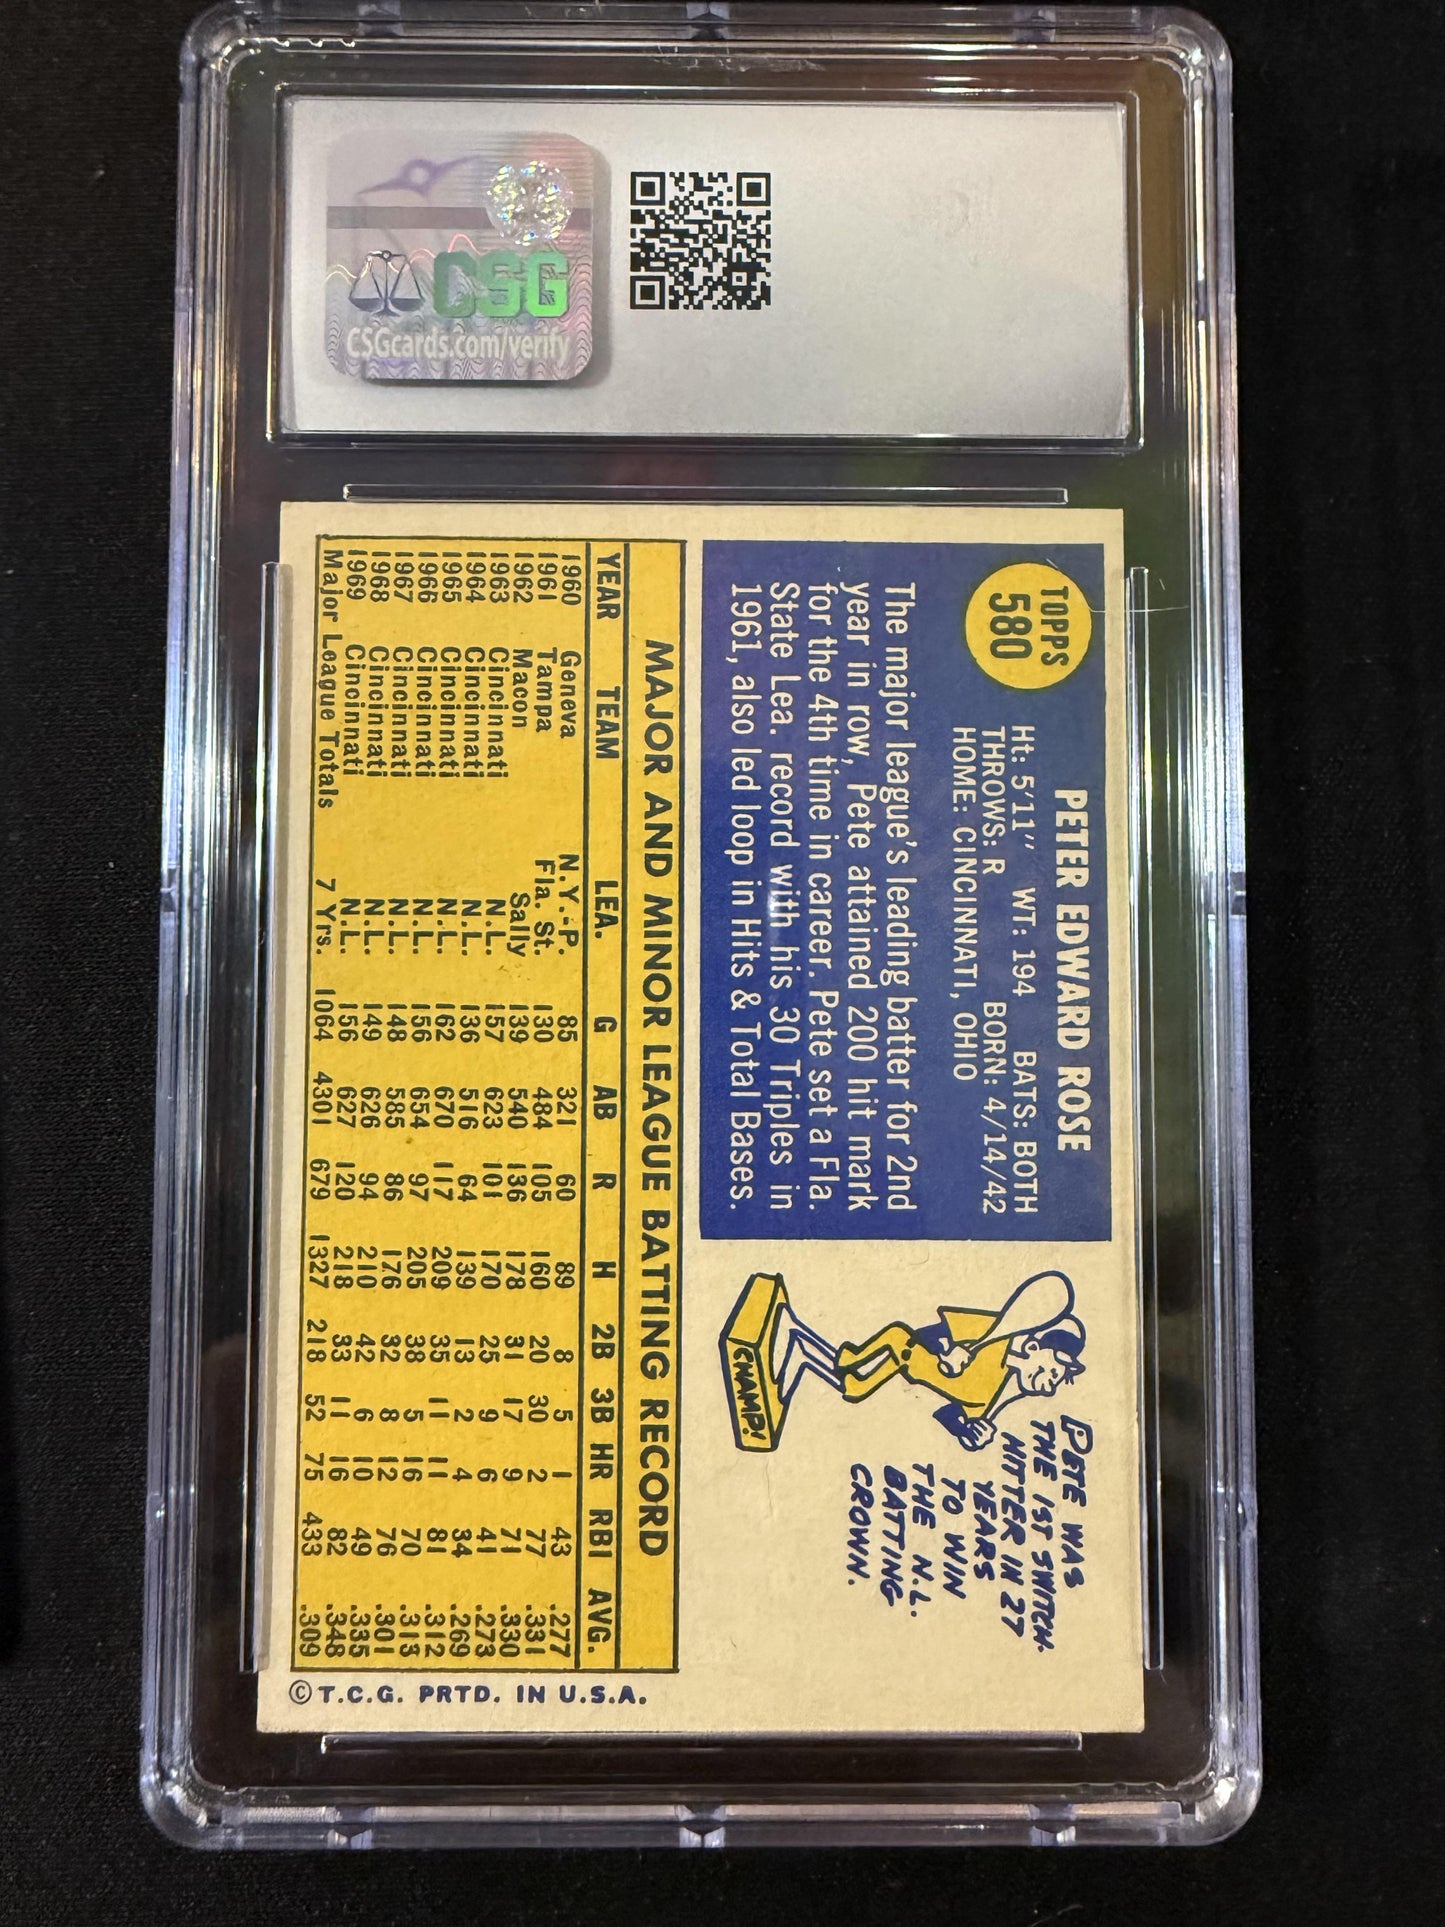 CSG
CSGcards.com/verify
TOPPS
580
PETER EDWARD ROSE
Ht: 5'11" WT: 194 BATS: BOTH
THROWS: R BORN: 4/14/42
HOME: CINCINNATI, OHIO
The major league's leading batter for 2nd
year in row, Pete attained 200 hit mark
for the 4th time in career. Pete set a Fla.
State Lea. record with his 30 Triples in
1961, also led loop in Hits & Total Bases.
PETE WAS
THE 1ST SWITCH-
HITTER IN 27
YEARS
TO WIN
THE N.L.
BATTING
CROWN.
CHAMP!
MAJOR AND MINOR LEAGUE BATTING RECORD
YEAR TEAM LEA. G AB R H 2B 3B HR RBI AVG.
1960 Geneva N.Y.-P. 85 321 60 89 8 5 1 43 .277
1961 Tampa Fla. St. 130 484 105 160 20 30 2 77 .331
1962 Macon Sally 139 540 136 178 31 17 9 71 .330
1963 Cincinnati N.L. 157 623 101 170 25 9 6 41 .273
1964 Cincinnati N.L. 136 516 64 139 13 2 4 34 .269
1965 Cincinnati N.L. 162 670 117 209 35 11 11 81 .312
1966 Cincinnati N.L. 156 654 97 205 38 5 16 70 .313
1967 Cincinnati N.L. 148 585 86 176 32 8 12 76 .301
1968 Cincinnati N.L. 149 626 94 210 42 6 10 49 .335
1969 Cincinnati N.L. 156 627 120 218 33 11 16 82 .348
Major League Totals 7 Yrs. 1064 4301 679 1327 218 52 75 433 .309
© T.C.G. PRTD. IN U.S.A.